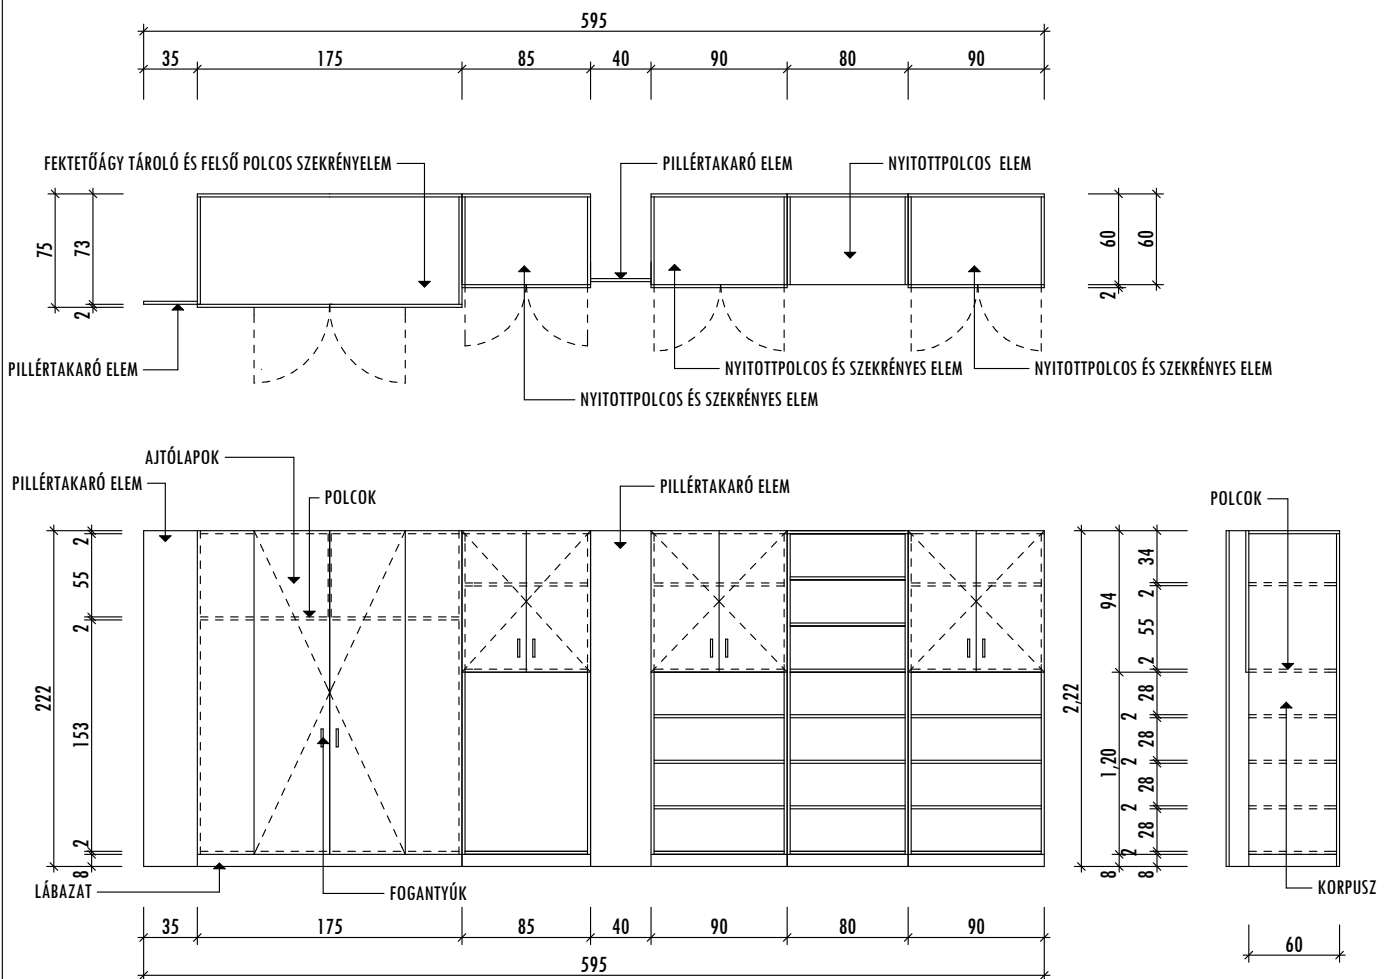 595
35 175 85 40 90 80 90
FEKTETŐÁGY TÁROLÓ ÉS FELSŐ POLCOS SZEKRÉNYELEM
PILLÉRTAKARÓ ELEM
NYITOTTPOLCOS ELEM
75 73 2
60 60 2
PILLÉRTAKARÓ ELEM
NYITOTTPOLCOS ÉS SZEKRÉNYES ELEM
NYITOTTPOLCOS ÉS SZEKRÉNYES ELEM
NYITOTTPOLCOS ÉS SZEKRÉNYES ELEM
AJTÓLAPOK
PILLÉRTAKARÓ ELEM
POLCOK
PILLÉRTAKARÓ ELEM
POLCOK
222
2 55 2 153 2 8
2,22
94 1,20 8
34 2 55 2 28 2 28 2 28 2 28 2 8
LÁBAZAT
FOGANTYÚK
KORPUSZ
35 175 85 40 90 80 90
60
595